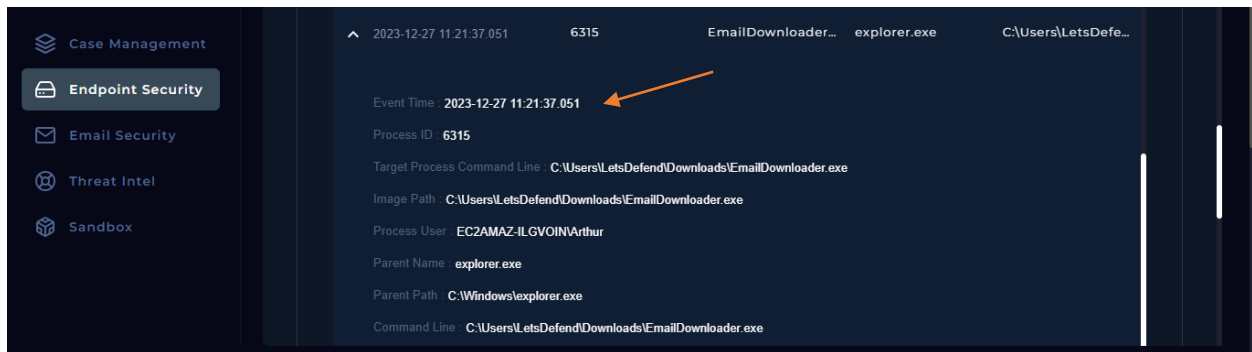 Case Management
Endpoint Security
Email Security
Threat Intel
Sandbox
2023-12-27 11:21:37.051 6315 EmailDownloader... explorer.exe C:\Users\LetsDefe...
Event Time : 2023-12-27 11:21:37.051
Process ID : 6315
Target Process Command Line : C:\Users\LetsDefend\Downloads\EmailDownloader.exe
Image Path : C:\Users\LetsDefend\Downloads\EmailDownloader.exe
Process User : EC2AMAZ-ILGVOIN\Arthur
Parent Name : explorer.exe
Parent Path : C:\Windows\explorer.exe
Command Line : C:\Users\LetsDefend\Downloads\EmailDownloader.exe